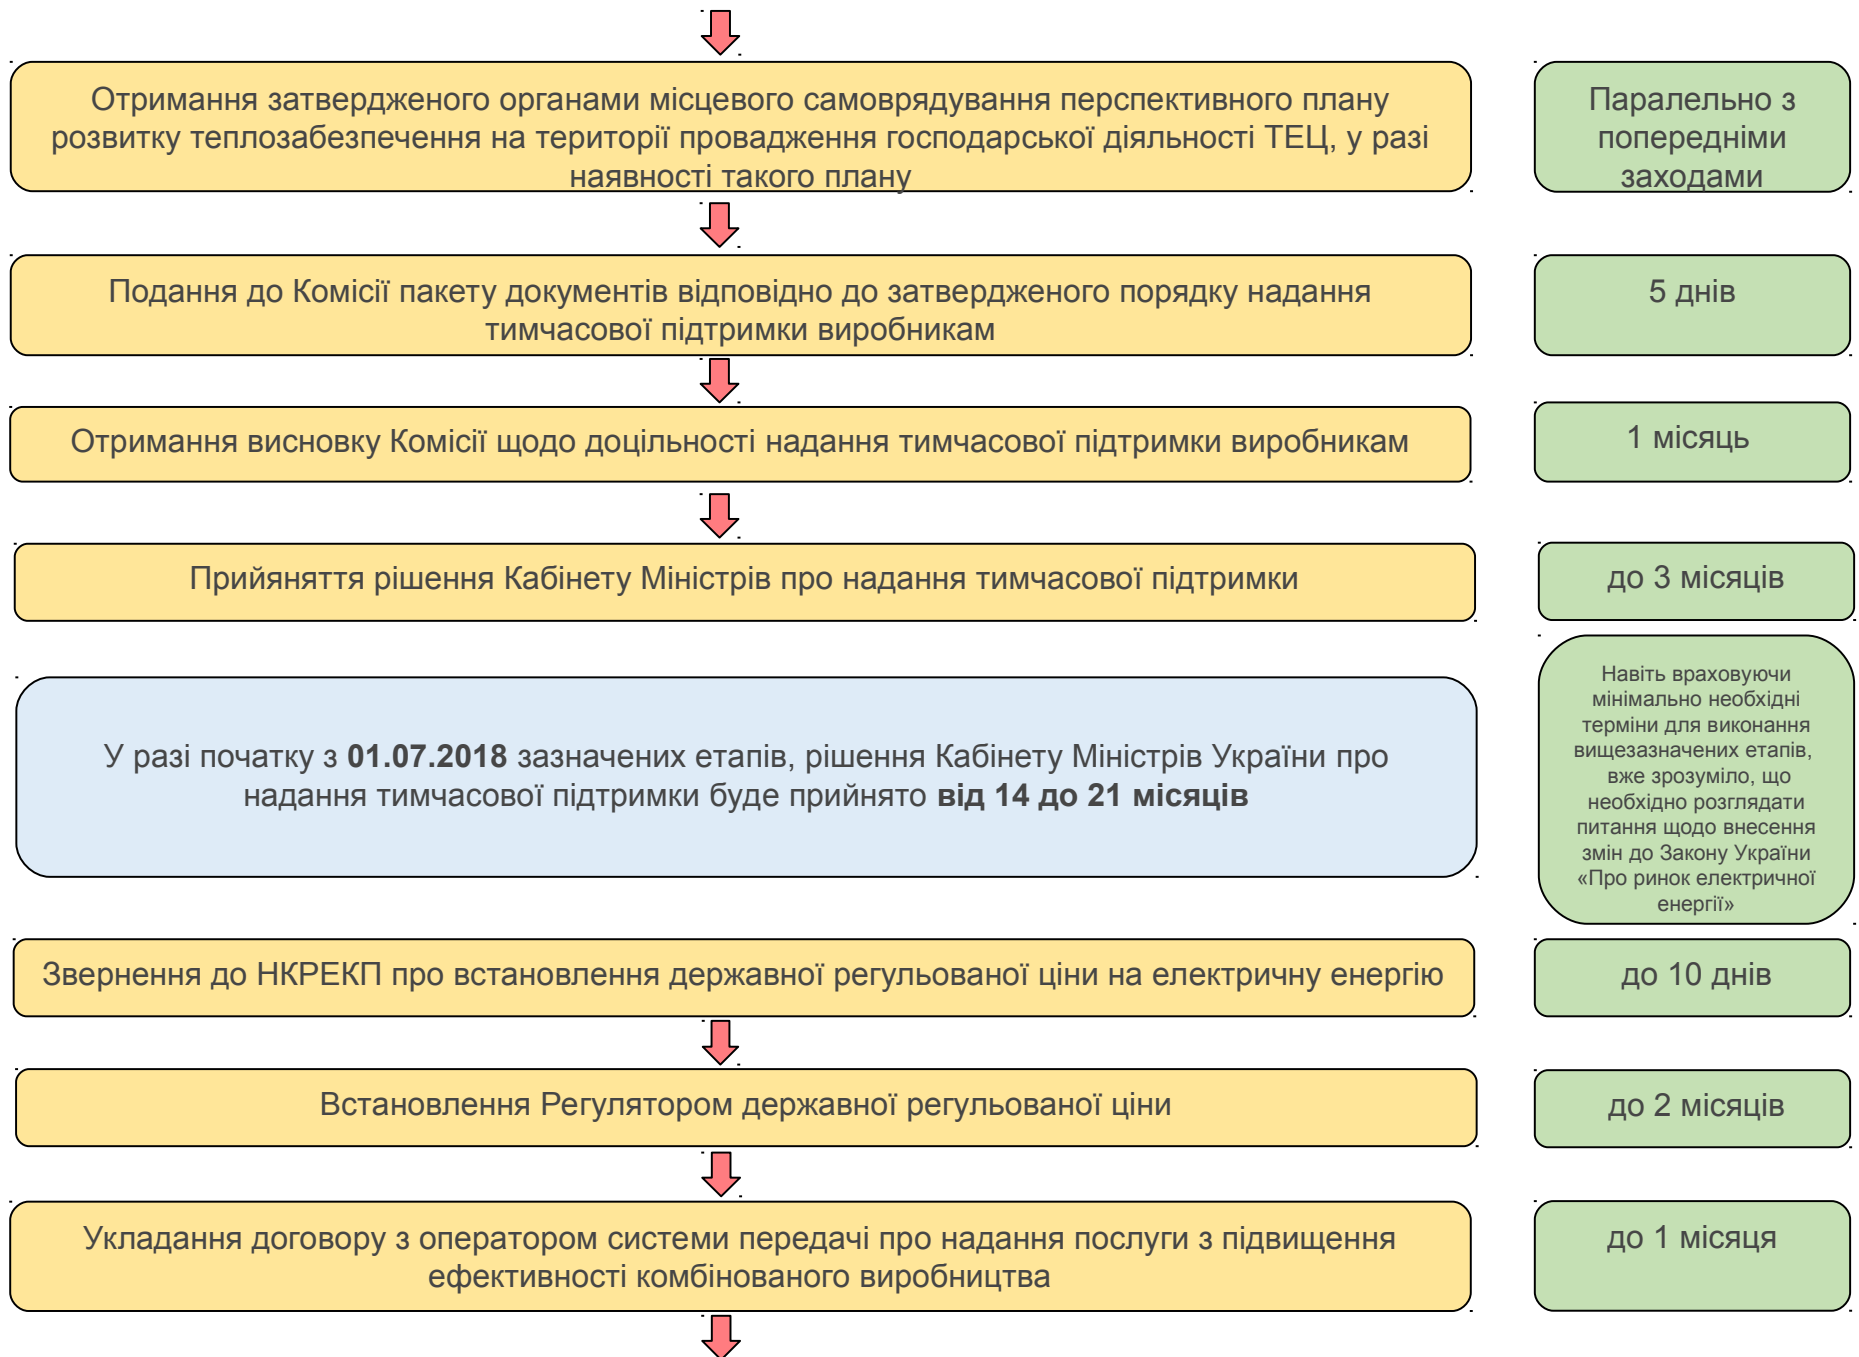 Отримання затвердженого органами місцевого самоврядування перспективного плану
розвитку теплозабезпечення на території провадження господарської діяльності ТЕЦ, у разі
наявності такого плану
Паралельно з
попередніми
заходами
Подання до Комісії пакету документів відповідно до затвердженого порядку надання
тимчасової підтримки виробникам
5 днів
Отримання висновку Комісії щодо доцільності надання тимчасової підтримки виробникам
1 місяць
Прийяняття рішення Кабінету Міністрів про надання тимчасової підтримки
до 3 місяців
У разі початку з 01.07.2018 зазначених етапів, рішення Кабінету Міністрів України про
надання тимчасової підтримки буде прийнято від 14 до 21 місяців
Навіть враховуючи
мінімально необхідні
терміни для виконання
вищезазначених етапів,
вже зрозуміло, що
необхідно розглядати
питання щодо внесення
змін до Закону України
«Про ринок електричної
енергії»
Звернення до НКРЕКП про встановлення державної регульованої ціни на електричну енергію
до 10 днів
Встановлення Регулятором державної регульованої ціни
до 2 місяців
Укладання договору з оператором системи передачі про надання послуги з підвищення
ефективності комбінованого виробництва
до 1 місяця